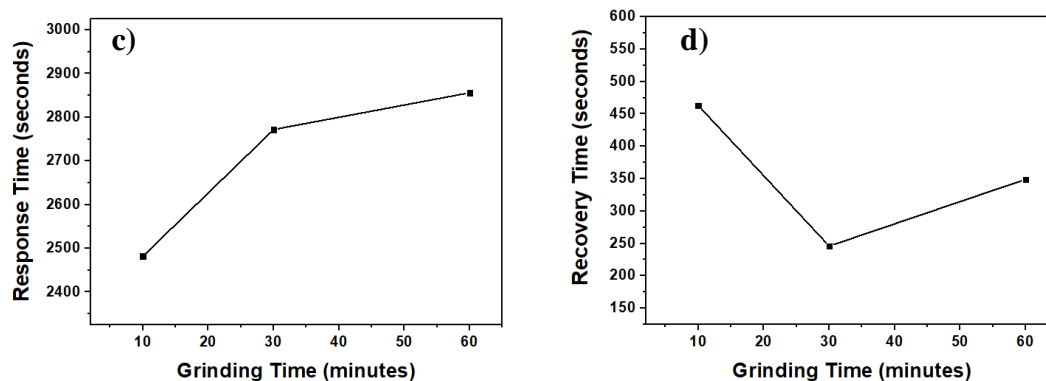 c)
3000
2900
2800
2700
2600
2500
2400
Response Time (seconds)
10 20 30 40 50 60
Grinding Time (minutes)
d)
600
550
500
450
400
350
300
250
200
150
Recovery Time (seconds)
10 20 30 40 50 60
Grinding Time (minutes)